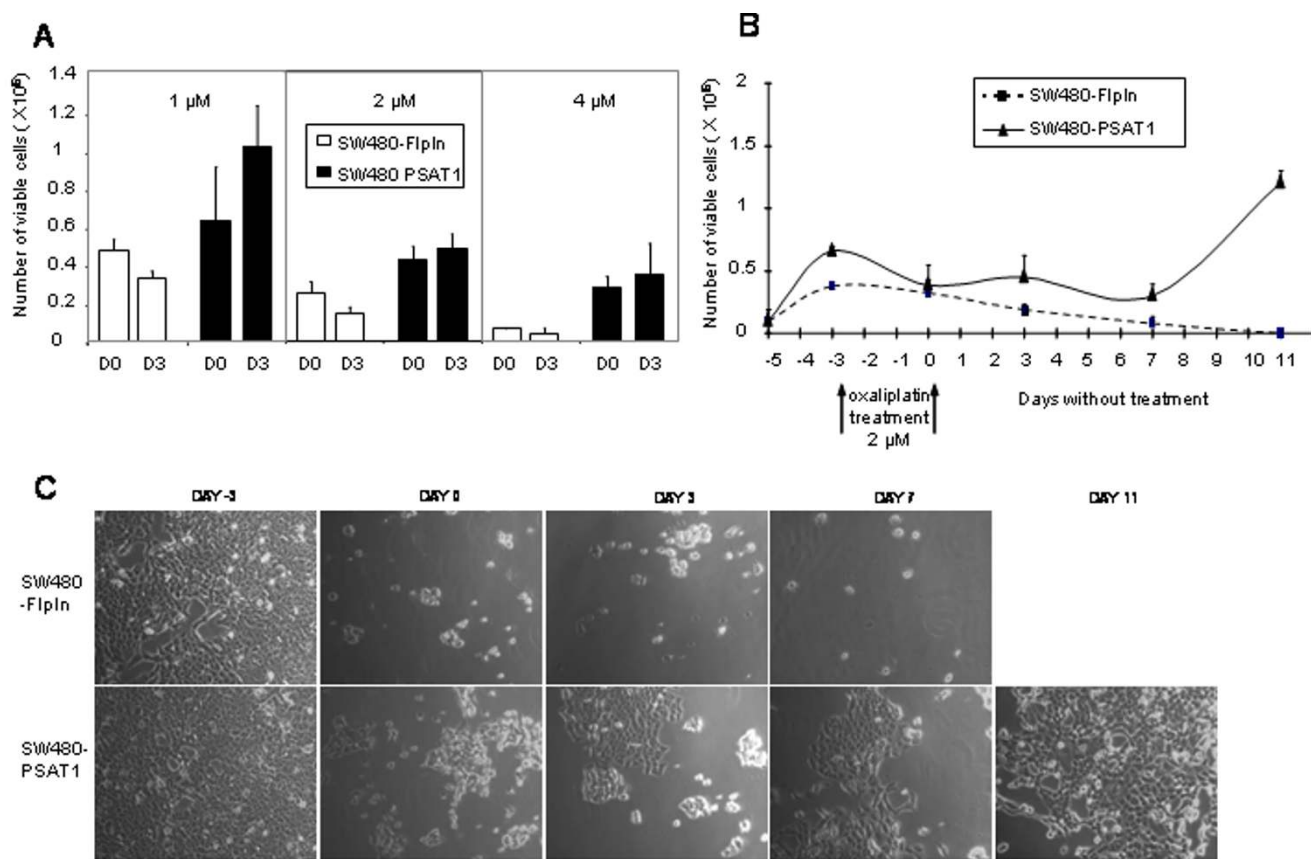 A
Number of viable cells ( X 10⁶)
1.4
1.2
1
0.8
0.6
0.4
0.2
0
1 µM
2 µM
4 µM
SW480-FlpIn
SW480 PSAT1
D0 D3 D0 D3 D0 D3 D0 D3 D0 D3 D0 D3
B
Number of viable cells ( X 10⁶)
2
1.5
1
0.5
0
SW480-FlpIn
SW480-PSAT1
-5 -4 -3 -2 -1 0 1 2 3 4 5 6 7 8 9 10 11
oxaliplatin
treatment
2 µM
Days without treatment
C
DAY -3 DAY 0 DAY 3 DAY 7 DAY 11
SW480
-FlpIn
SW480-
PSAT1